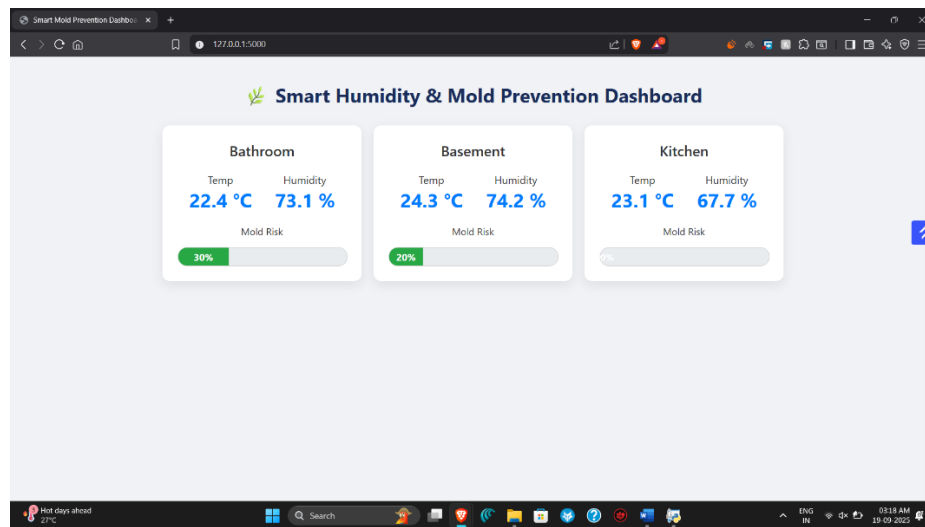 Smart Mold Prevention Dashboa
127.0.0.1:5000
Smart Humidity & Mold Prevention Dashboard
Bathroom
Temp Humidity
22.4 °C 73.1 %
Mold Risk
30%
Basement
Temp Humidity
24.3 °C 74.2 %
Mold Risk
20%
Kitchen
Temp Humidity
23.1 °C 67.7 %
Mold Risk
Hot days ahead
27°C
Search
ENG
IN
03:18 AM
19-09-2025